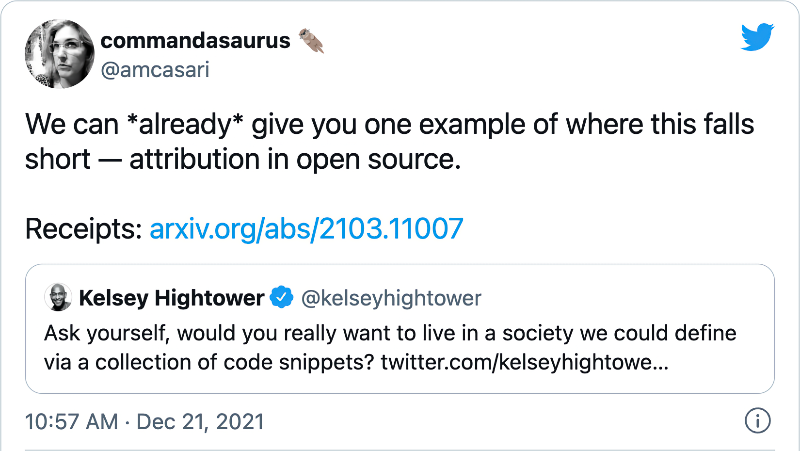 commandasaurus 🦦
@amcasari
We can *already* give you one example of where this falls
short — attribution in open source.
Receipts: arxiv.org/abs/2103.11007
Kelsey Hightower @kelseyhightower
Ask yourself, would you really want to live in a society we could define
via a collection of code snippets? twitter.com/kelseyhightowe...
10:57 AM · Dec 21, 2021